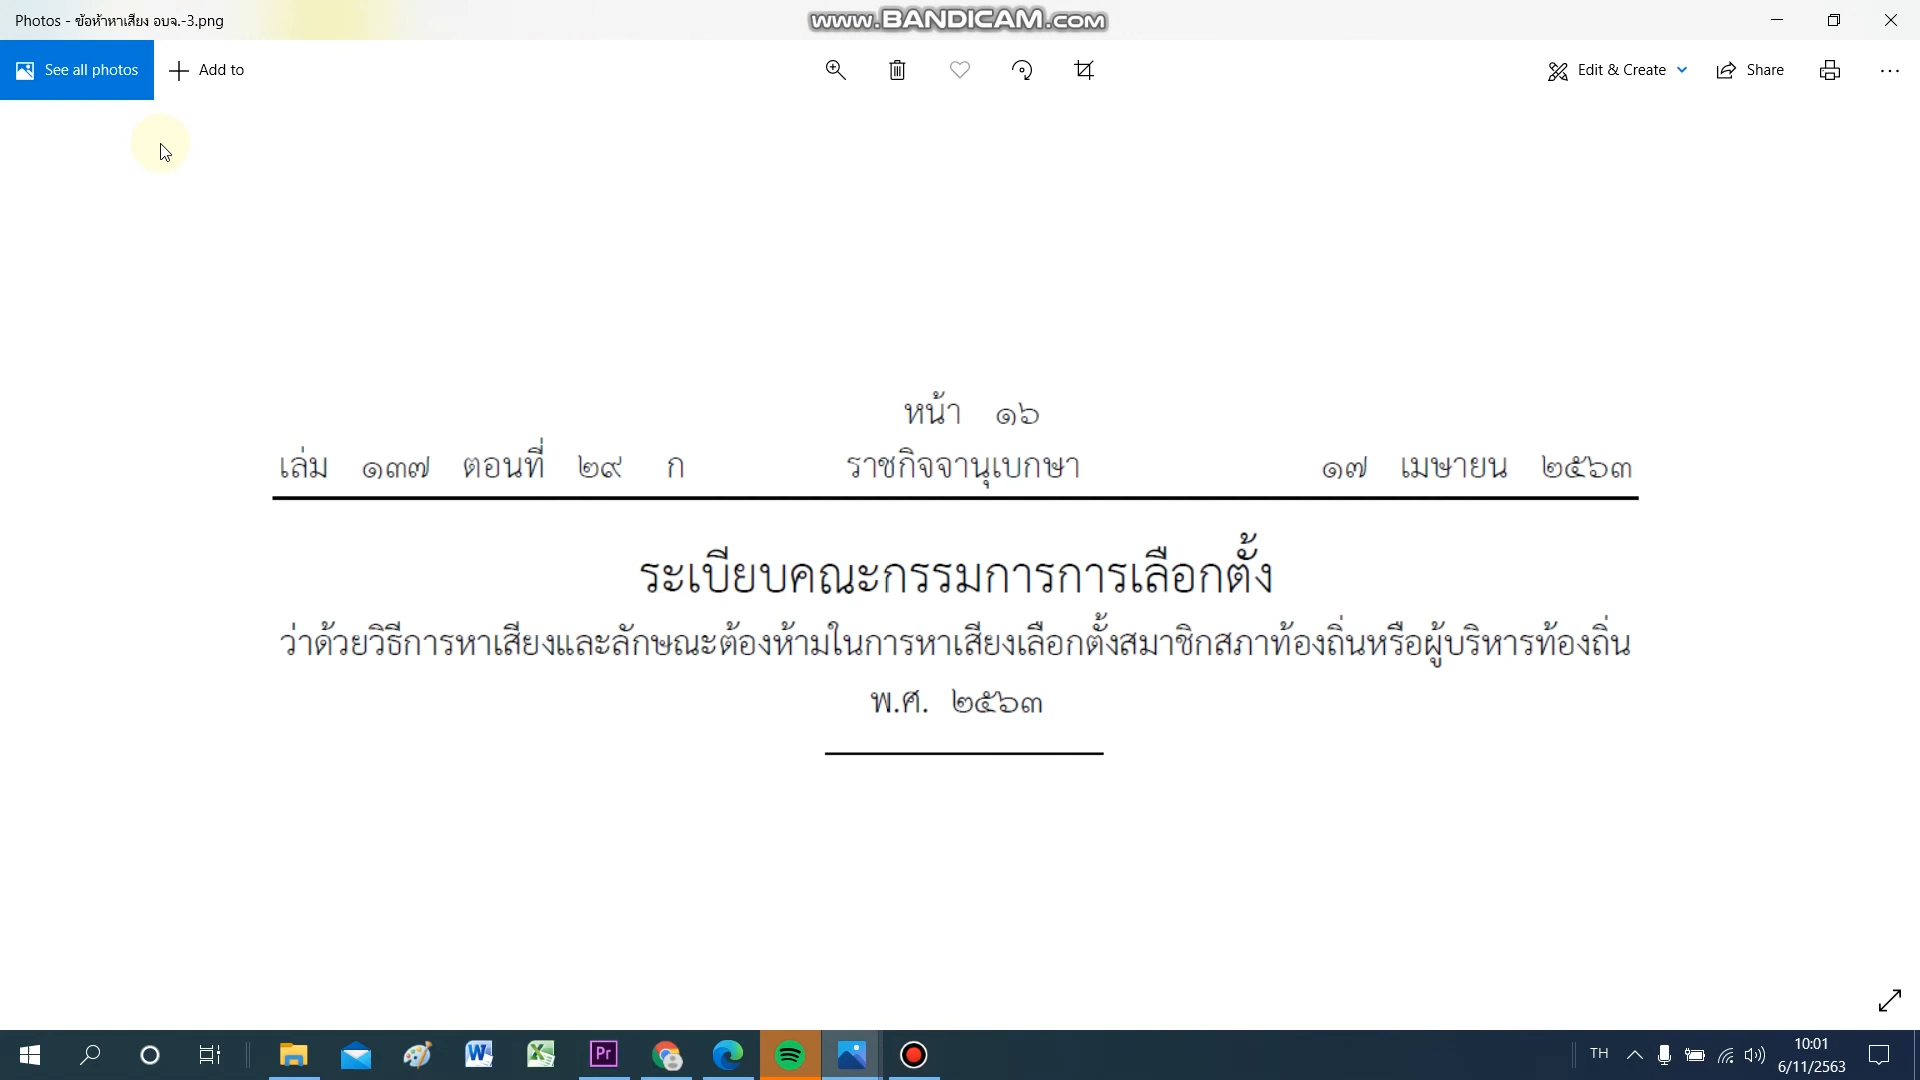 Photos - ข้อห้าหาเสียง อบจ.-3.png
www.BANDICAM.com
See all photos
Add to
Edit & Create
Share
หน้า ๑๖
เล่ม ๑๓๗ ตอนที่ ๒๙ ก ราชกิจจานุเบกษา ๑๗ เมษายน ๒๕๖๓
ระเบียบคณะกรรมการการเลือกตั้ง
ว่าด้วยวิธีการหาเสียงและลักษณะต้องห้ามในการหาเสียงเลือกตั้งสมาชิกสภาท้องถิ่นหรือผู้บริหารท้องถิ่น
พ.ศ. ๒๕๖๓
Pr
TH
10:01
6/11/2563